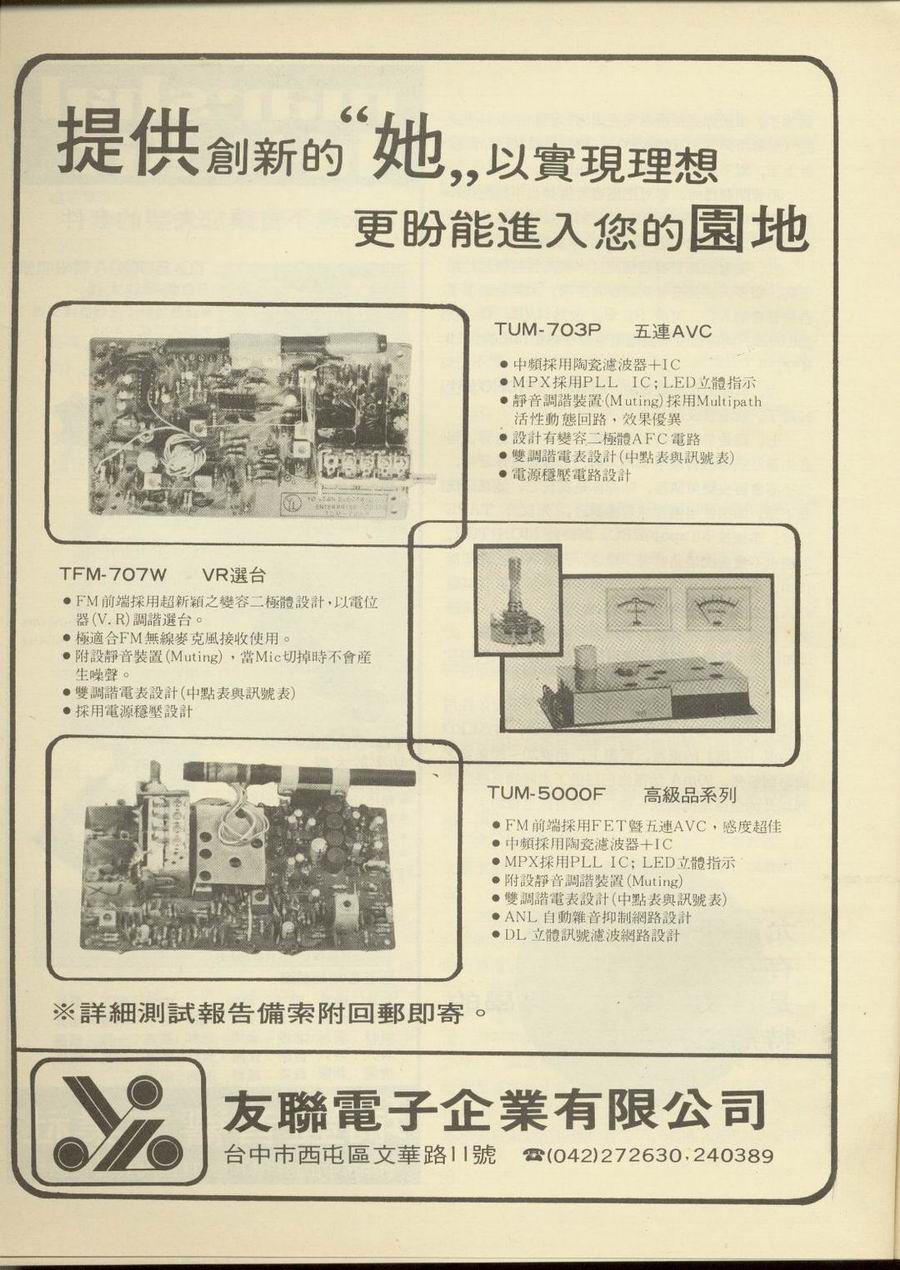 提供創新的“她„以實現理想
更盼能進入您的園地
TUM-703P 五連AVC
●中頻採用陶瓷濾波器+IC
●MPX採用PLL IC; LED立體指示
●靜音調諧裝置(Muting)採用Multipath
活性動態回路，效果優異
●設計有變容二極體AFC電路
●雙調諧電表設計(中點表與訊號表)
●電源穩壓電路設計
TFM-707W VR選台
●FM前端採用超新穎之變容二極體設計，以電位
器(V.R)調諧選台。
●極適合FM無線麥克風接收使用。
●附設靜音裝置(Muting)，當Mic切掉時不會産
生噪聲。
●雙調諧電表設計(中點表與訊號表)
●採用電源穩壓設計
TUM-5000F 高級品系列
●FM前端採用FET暨五連AVC，感度超佳
●中頻採用陶瓷濾波器+IC
●MPX採用PLL IC; LED立體指示
●附設靜音調諧裝置(Muting)
●雙調諧電表設計(中點表與訊號表)
●ANL 自動雜音抑制網路設計
●DL 立體訊號濾波網路設計
※詳細測試報告備索附回郵即寄。
友聯電子企業有限公司
台中市西屯區文華路11號 ☎(042)272630.240389